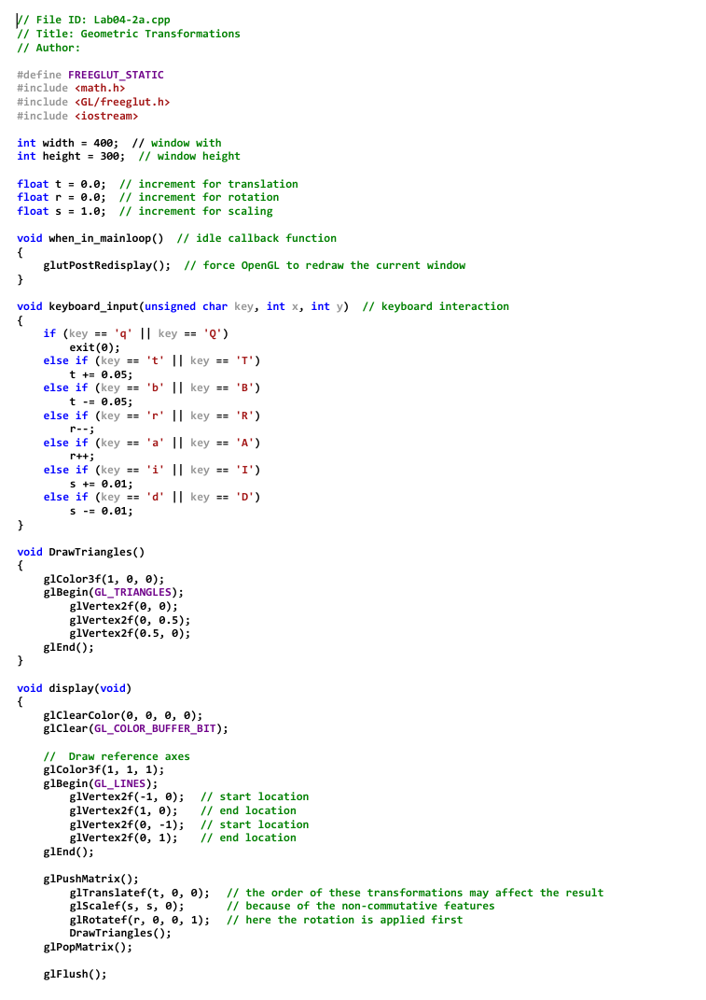 // File ID: Lab04-2a.cpp
// Title: Geometric Transformations
// Author:

#define FREEGLUT_STATIC
#include <math.h>
#include <GL/freeglut.h>
#include <iostream>

int width = 400;  // window with
int height = 300;  // window height

float t = 0.0;  // increment for translation
float r = 0.0;  // increment for rotation
float s = 1.0;  // increment for scaling

void when_in_mainloop()  // idle callback function
{
    glutPostRedisplay();  // force OpenGL to redraw the current window
}

void keyboard_input(unsigned char key, int x, int y)  // keyboard interaction
{
    if (key == 'q' || key == 'Q')
        exit(0);
    else if (key == 't' || key == 'T')
        t += 0.05;
    else if (key == 'b' || key == 'B')
        t -= 0.05;
    else if (key == 'r' || key == 'R')
        r--;
    else if (key == 'a' || key == 'A')
        r++;
    else if (key == 'i' || key == 'I')
        s += 0.01;
    else if (key == 'd' || key == 'D')
        s -= 0.01;
}

void DrawTriangles()
{
    glColor3f(1, 0, 0);
    glBegin(GL_TRIANGLES);
        glVertex2f(0, 0);
        glVertex2f(0, 0.5);
        glVertex2f(0.5, 0);
    glEnd();
}

void display(void)
{
    glClearColor(0, 0, 0, 0);
    glClear(GL_COLOR_BUFFER_BIT);

    //  Draw reference axes
    glColor3f(1, 1, 1);
    glBegin(GL_LINES);
        glVertex2f(-1, 0);   // start location
        glVertex2f(1, 0);    // end location
        glVertex2f(0, -1);   // start location
        glVertex2f(0, 1);    // end location
    glEnd();

    glPushMatrix();
        glTranslatef(t, 0, 0);   // the order of these transformations may affect the result
        glScalef(s, s, 0);       // because of the non-commutative features
        glRotatef(r, 0, 0, 1);   // here the rotation is applied first
        DrawTriangles();
    glPopMatrix();

    glFlush();